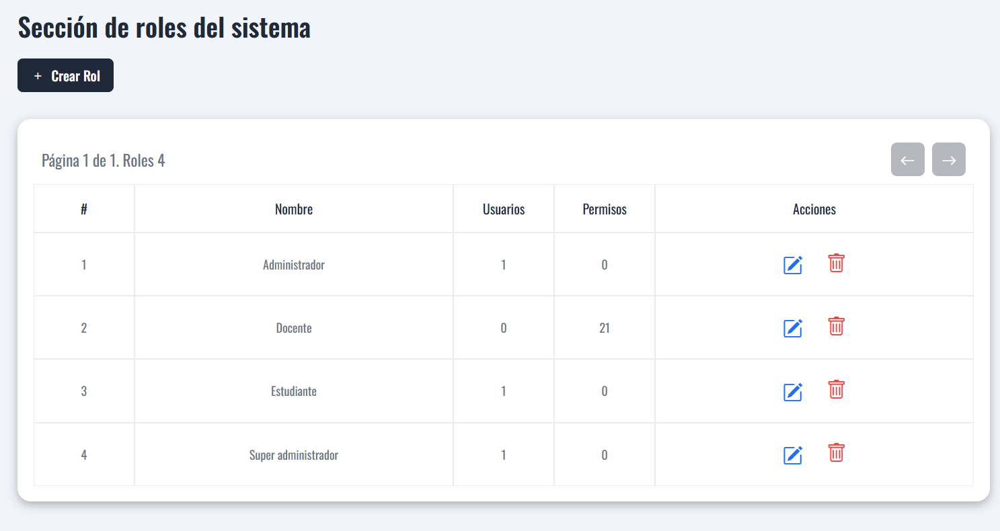 Sección de roles del sistema
+ Crear Rol
Página 1 de 1. Roles 4
# Nombre Usuarios Permisos Acciones
1 Administrador 1 0
2 Docente 0 21
3 Estudiante 1 0
4 Super administrador 1 0